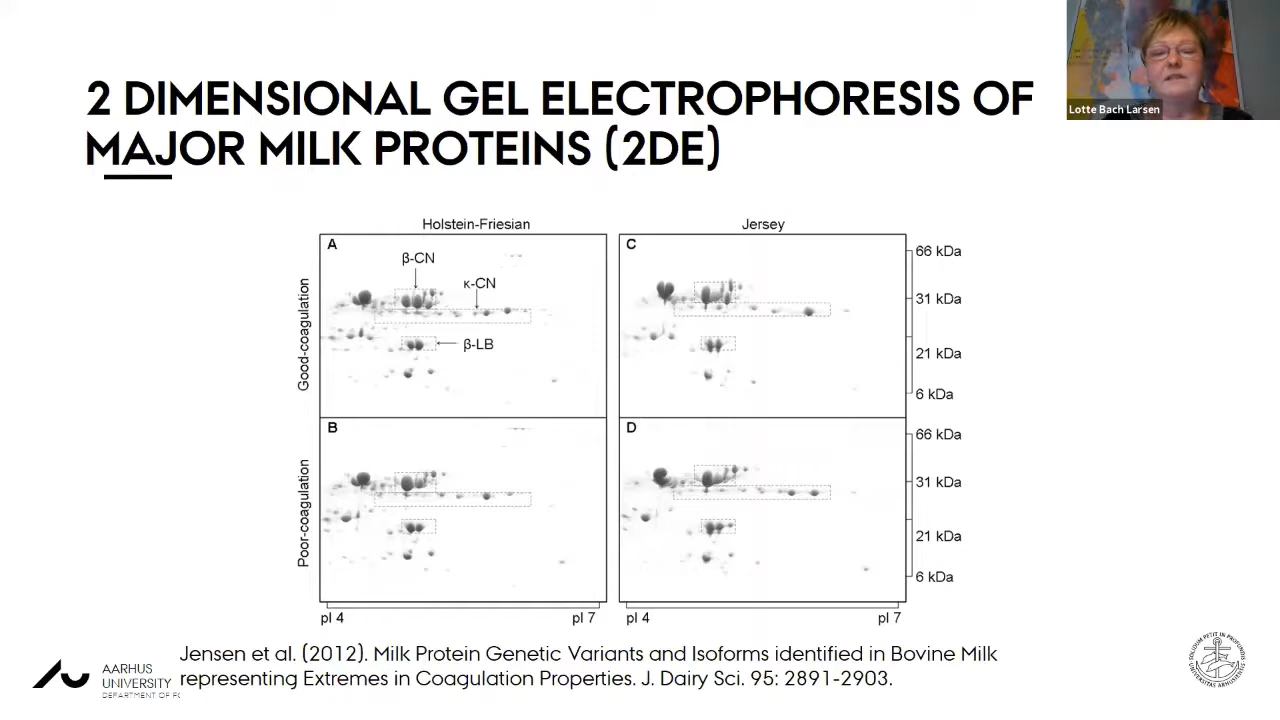 2 DIMENSIONAL GEL ELECTROPHORESIS OF
MAJOR MILK PROTEINS (2DE)
Lotte Bach Larsen
Holstein-Friesian
Jersey
Good-coagulation
A
β-CN
κ-CN
β-LB
C
66 kDa
31 kDa
21 kDa
6 kDa
Poor-coagulation
B
D
66 kDa
31 kDa
21 kDa
6 kDa
pI 4
pI 7
pI 4
pI 7
Jensen et al. (2012). Milk Protein Genetic Variants and Isoforms identified in Bovine Milk
representing Extremes in Coagulation Properties. J. Dairy Sci. 95: 2891-2903.
AARHUS
UNIVERSITY
DEPARTMENT OF